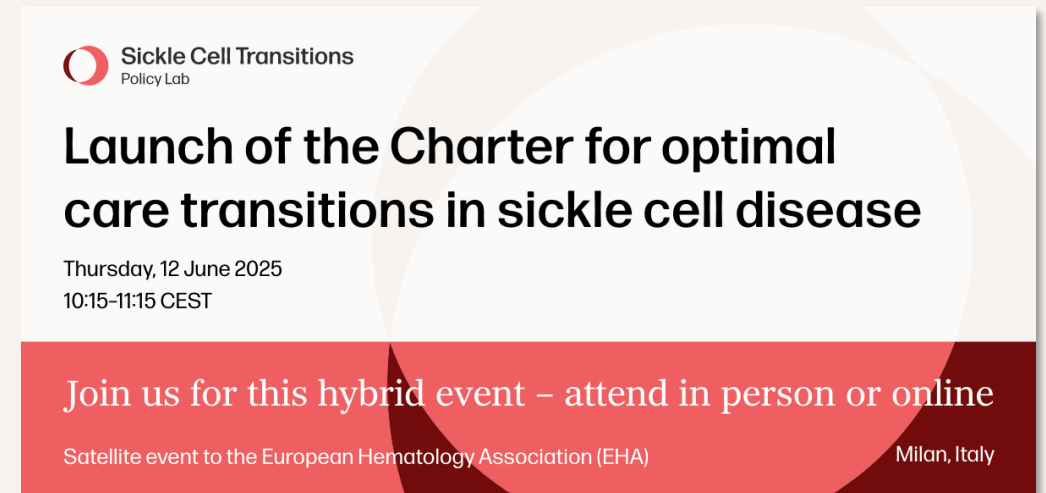 Sickle Cell Transitions
Policy Lab
Launch of the Charter for optimal
care transitions in sickle cell disease
Thursday, 12 June 2025
10:15–11:15 CEST
Join us for this hybrid event – attend in person or online
Satellite event to the European Hematology Association (EHA)
Milan, Italy